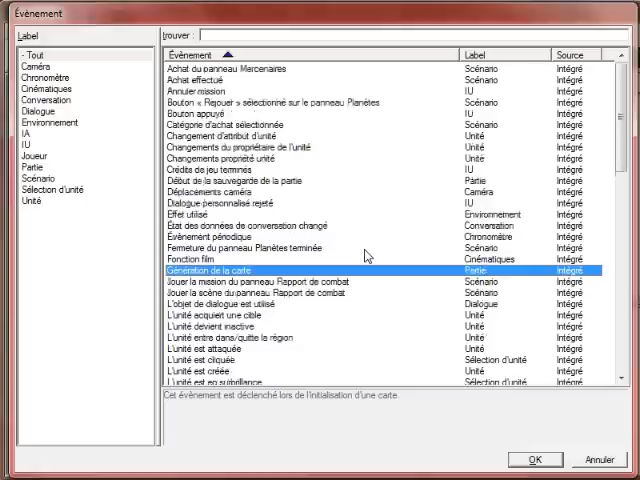 Évènement
Label
- Tout
Caméra
Chronomètre
Cinématiques
Conversation
Dialogue
Environnement
IA
IU
Joueur
Partie
Scénario
Sélection d'unité
Unité
trouver :
Évènement Label Source
Achat du panneau Mercenaires Scénario Intégré
Achat effectué Scénario Intégré
Annuler mission IU Intégré
Bouton « Rejouer » sélectionné sur le panneau Planètes Scénario Intégré
Bouton appuyé IU Intégré
Catégorie d'achat sélectionnée Scénario Intégré
Changement d'attribut d'unité Unité Intégré
Changements du propriétaire de l'unité Unité Intégré
Changements propriété unité Unité Intégré
Crédits de jeu terminés IU Intégré
Début de la sauvegarde de la partie Partie Intégré
Déplacements caméra Caméra Intégré
Dialogue personnalisé rejeté IU Intégré
Effet utilisé Environnement Intégré
État des données de conversation changé Conversation Intégré
Évènement périodique Chronomètre Intégré
Fermeture du panneau Planètes terminée Scénario Intégré
Fonction film Cinématiques Intégré
Génération de la carte Partie Intégré
Jouer la mission du panneau Rapport de combat Scénario Intégré
Jouer la scène du panneau Rapport de combat Scénario Intégré
L'objet de dialogue est utilisé Dialogue Intégré
L'unité acquiert une cible Unité Intégré
L'unité devient inactive Unité Intégré
L'unité entre dans/quitte la région Unité Intégré
L'unité est attaquée Unité Intégré
L'unité est cliquée Sélection d'unité Intégré
L'unité est créée Unité Intégré
L'unité est en surbrillance Sélection d'unité Intégré
Cet évènement est déclenché lors de l'initialisation d'une carte.
OK Annuler